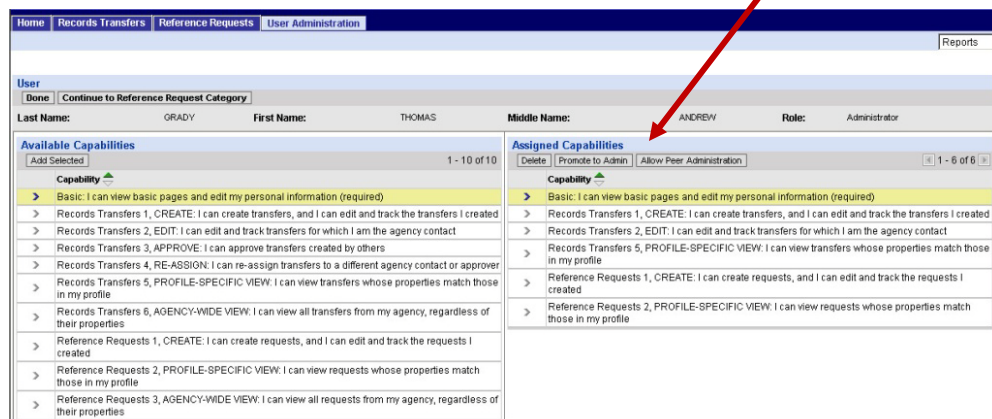 Home Records Transfers Reference Requests User Administration
Reports
User
Done Continue to Reference Request Category
Last Name: GRADY First Name: THOMAS Middle Name: ANDREW Role: Administrator
Available Capabilities
Add Selected 1 - 10 of 10
Capability
Basic: I can view basic pages and edit my personal information (required)
Records Transfers 1, CREATE: I can create transfers, and I can edit and track the transfers I created
Records Transfers 2, EDIT: I can edit and track transfers for which I am the agency contact
Records Transfers 3, APPROVE: I can approve transfers created by others
Records Transfers 4, RE-ASSIGN: I can re-assign transfers to a different agency contact or approver
Records Transfers 5, PROFILE-SPECIFIC VIEW: I can view transfers whose properties match those
in my profile
Records Transfers 6, AGENCY-WIDE VIEW: I can view all transfers from my agency, regardless of
their properties
Reference Requests 1, CREATE: I can create requests, and I can edit and track the requests I
created
Reference Requests 2, PROFILE-SPECIFIC VIEW: I can view requests whose properties match
those in my profile
Reference Requests 3, AGENCY-WIDE VIEW: I can view all requests from my agency, regardless of
their properties
Assigned Capabilities
Delete Promote to Admin Allow Peer Administration 1 - 6 of 6
Capability
Basic: I can view basic pages and edit my personal information (required)
Records Transfers 1, CREATE: I can create transfers, and I can edit and track the transfers I created
Records Transfers 2, EDIT: I can edit and track transfers for which I am the agency contact
Records Transfers 5, PROFILE-SPECIFIC VIEW: I can view transfers whose properties match those
in my profile
Reference Requests 1, CREATE: I can create requests, and I can edit and track the requests I
created
Reference Requests 2, PROFILE-SPECIFIC VIEW: I can view requests whose properties match
those in my profile